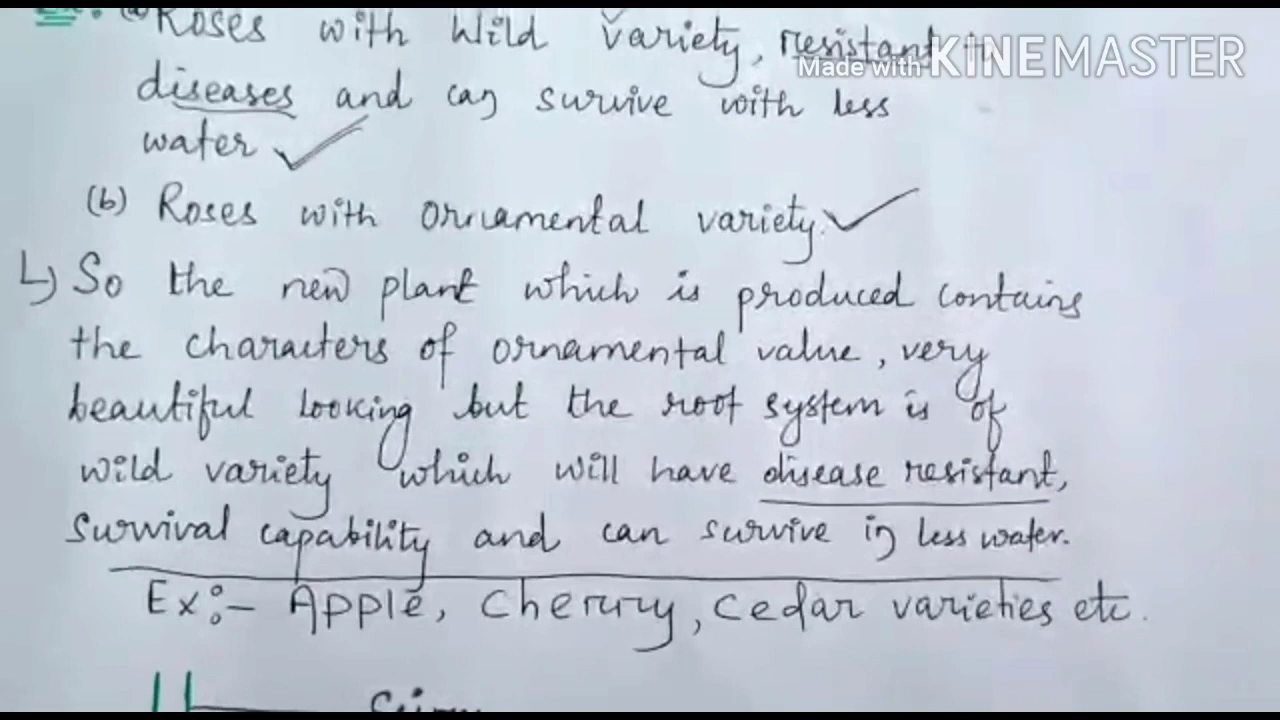 Ex: (a) Roses with Wild Variety, resistant to
Made with KINEMASTER
diseases and can survive with less
water
(b) Roses with Ornamental variety.
So the new plant which is produced contains
the characters of ornamental value, very
beautiful looking but the root system is of
wild variety which will have disease resistant,
survival capability and can survive in less water.
Ex:- Apple, Cherry, Cedar varieties etc.